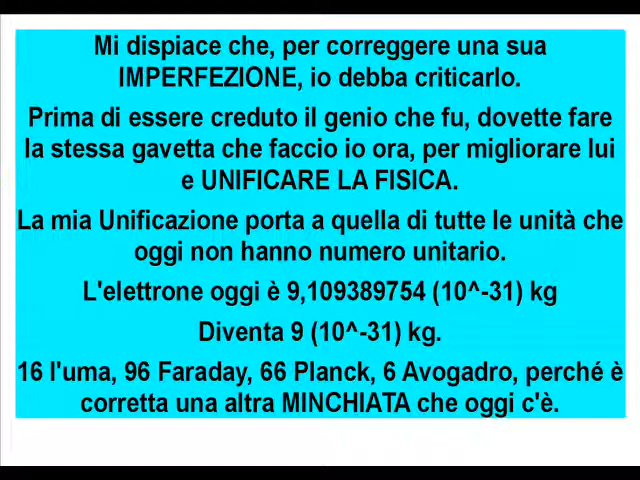 Mi dispiace che, per correggere una sua
IMPERFEZIONE, io debba criticarlo.
Prima di essere creduto il genio che fu, dovette fare
la stessa gavetta che faccio io ora, per migliorare lui
e UNIFICARE LA FISICA.
La mia Unificazione porta a quella di tutte le unità che
oggi non hanno numero unitario.
L'elettrone oggi è 9,109389754 (10^-31) kg
Diventa 9 (10^-31) kg.
16 l'uma, 96 Faraday, 66 Planck, 6 Avogadro, perché è
corretta una altra MINCHIATA che oggi c'è.